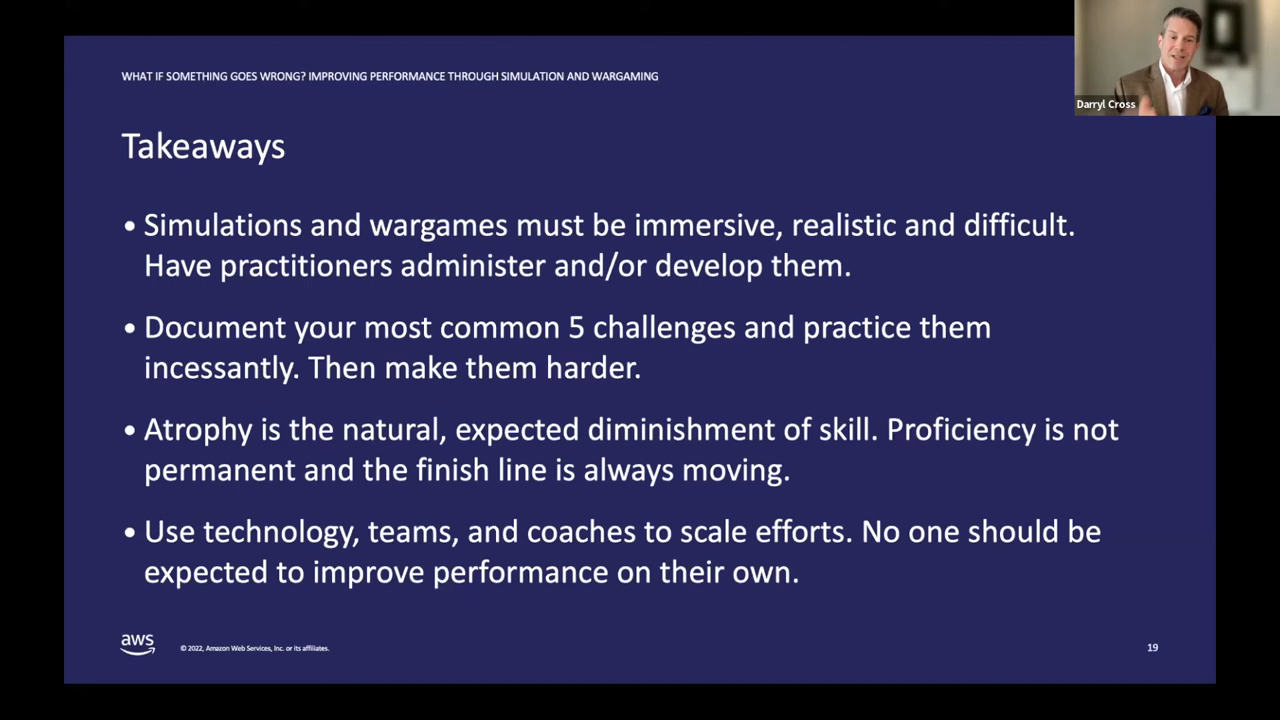 WHAT IF SOMETHING GOES WRONG? IMPROVING PERFORMANCE THROUGH SIMULATION AND WARGAMING
Darryl Cross
Takeaways
• Simulations and wargames must be immersive, realistic and difficult.
Have practitioners administer and/or develop them.
• Document your most common 5 challenges and practice them
incessantly. Then make them harder.
• Atrophy is the natural, expected diminishment of skill. Proficiency is not
permanent and the finish line is always moving.
• Use technology, teams, and coaches to scale efforts. No one should be
expected to improve performance on their own.
aws
© 2022, Amazon Web Services, Inc. or its affiliates.
19